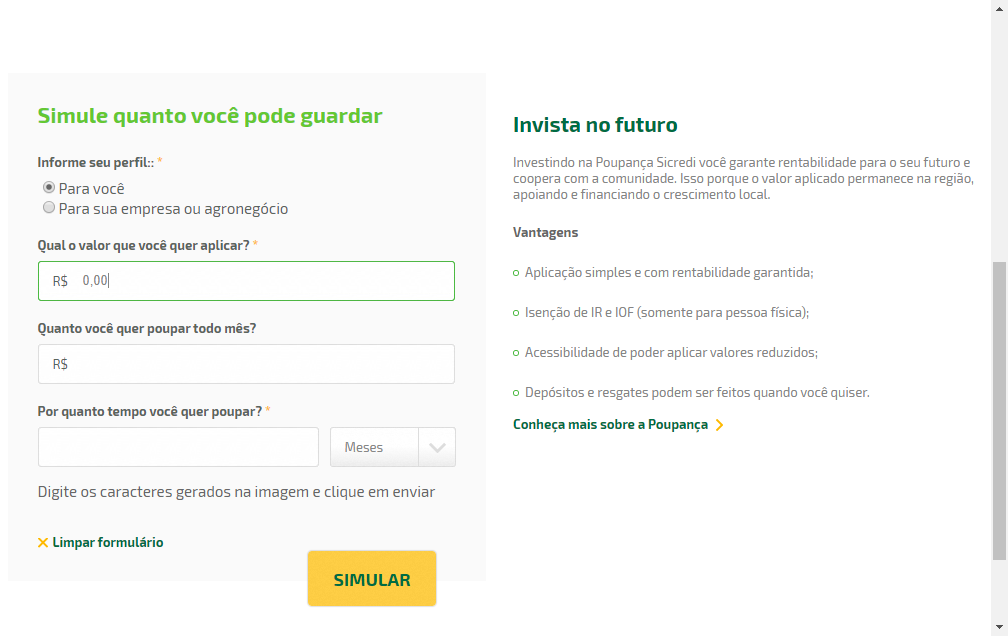 Simule quanto você pode guardar
Informe seu perfil:: *
Para você
Para sua empresa ou agronegócio
Qual o valor que você quer aplicar? *
R$ 0,00
Quanto você quer poupar todo mês?
R$
Por quanto tempo você quer poupar? *
Meses
Digite os caracteres gerados na imagem e clique em enviar
Limpar formulário
SIMULAR
Invista no futuro
Investindo na Poupança Sicredi você garante rentabilidade para o seu futuro e
coopera com a comunidade. Isso porque o valor aplicado permanece na região,
apoiando e financiando o crescimento local.
Vantagens
Aplicação simples e com rentabilidade garantida;
Isenção de IR e IOF (somente para pessoa física);
Acessibilidade de poder aplicar valores reduzidos;
Depósitos e resgates podem ser feitos quando você quiser.
Conheça mais sobre a Poupança